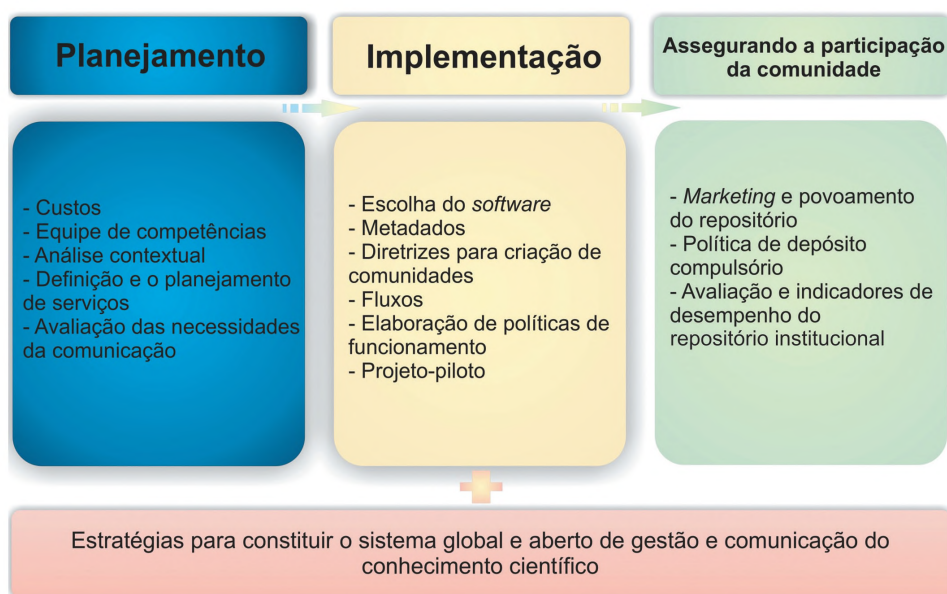 Planejamento
Implementação
Assegurando a participação
da comunidade
- Custos
- Equipe de competências
- Análise contextual
- Definição e o planejamento
de serviços
- Avaliação das necessidades
da comunicação
- Escolha do software
- Metadados
- Diretrizes para criação de
comunidades
- Fluxos
- Elaboração de políticas de
funcionamento
- Projeto-piloto
- Marketing e povoamento
do repositório
- Política de depósito
compulsório
- Avaliação e indicadores de
desempenho do
repositório institucional
Estratégias para constituir o sistema global e aberto de gestão e comunicação do
conhecimento científico